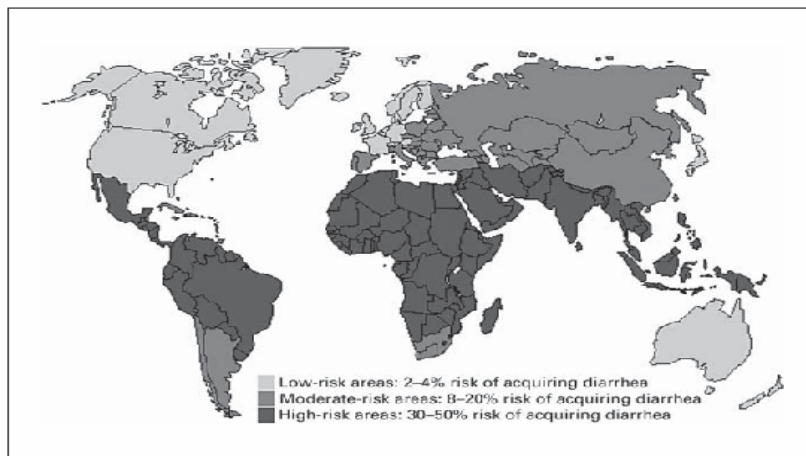 Low-risk areas: 2–4% risk of acquiring diarrhea
Moderate-risk areas: 8–20% risk of acquiring diarrhea
High-risk areas: 30–50% risk of acquiring diarrhea